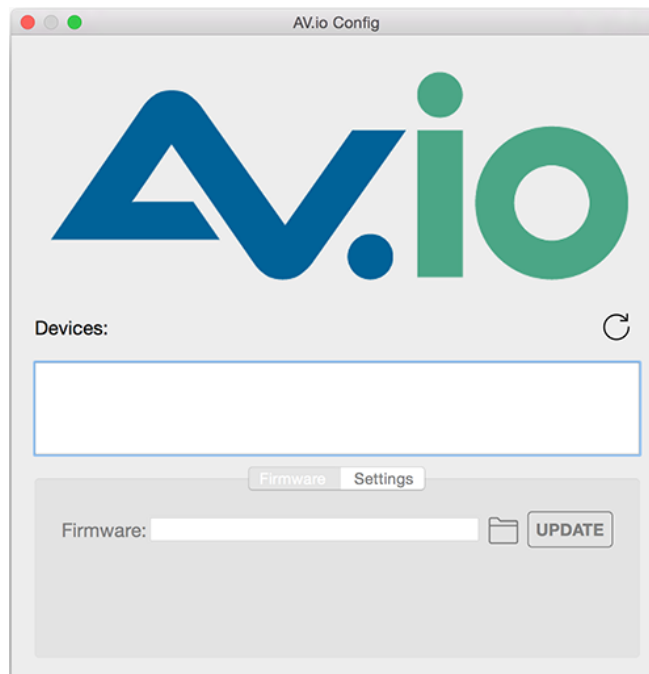 AV.io Config
AV.io
Devices:
Firmware Settings
Firmware: UPDATE